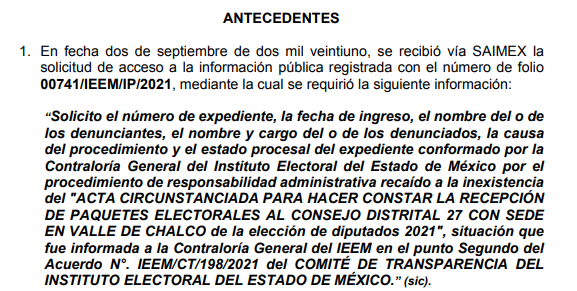 ANTECEDENTES
1. En fecha dos de septiembre de dos mil veintiuno, se recibió vía SAIMEX la
solicitud de acceso a la información pública registrada con el número de folio
00741/IEEM/IP/2021, mediante la cual se requirió la siguiente información:
“Solicito el número de expediente, la fecha de ingreso, el nombre del o de
los denunciantes, el nombre y cargo del o de los denunciados, la causa
del procedimiento y el estado procesal del expediente conformado por la
Contraloría General del Instituto Electoral del Estado de México por el
procedimiento de responsabilidad administrativa recaído a la inexistencia
del "ACTA CIRCUNSTANCIADA PARA HACER CONSTAR LA RECEPCIÓN
DE PAQUETES ELECTORALES AL CONSEJO DISTRITAL 27 CON SEDE
EN VALLE DE CHALCO de la elección de diputados 2021", situación que
fue informada a la Contraloría General del IEEM en el punto Segundo del
Acuerdo N°. IEEM/CT/198/2021 del COMITÉ DE TRANSPARENCIA DEL
INSTITUTO ELECTORAL DEL ESTADO DE MÉXICO.” (sic).